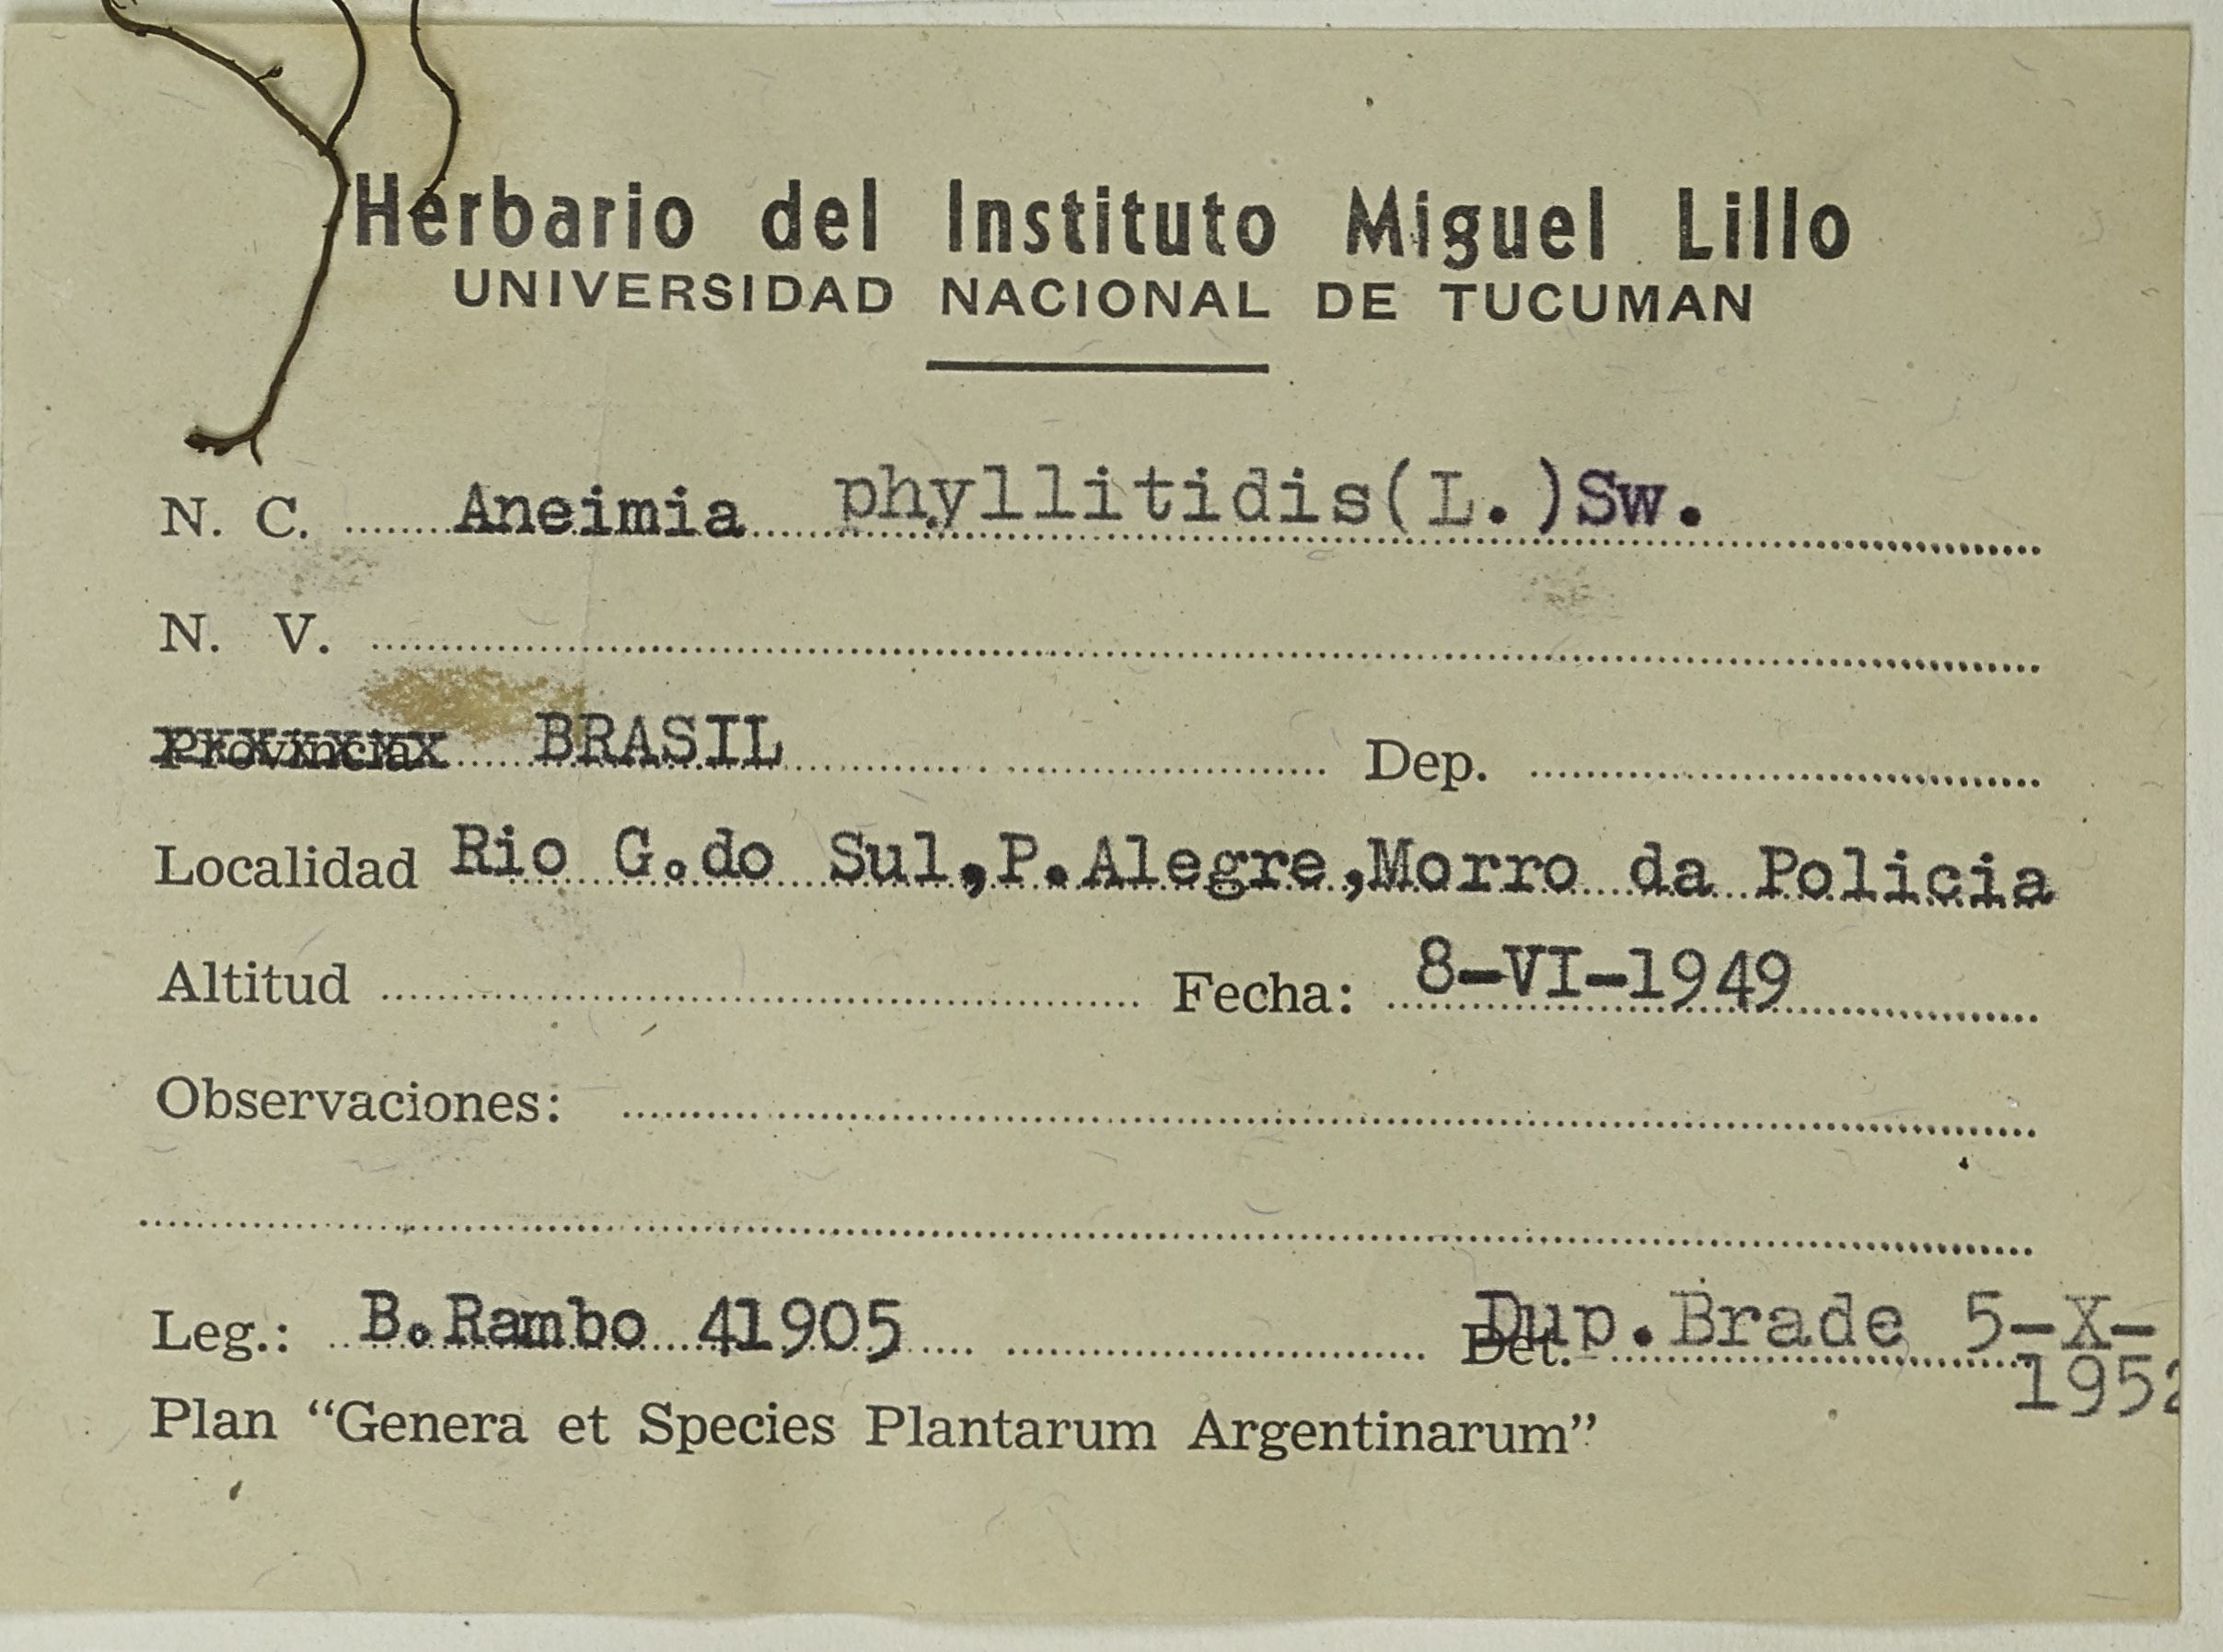 Herbario del Instituto Miguel Lillo
UNIVERSIDAD NACIONAL DE TUCUMAN
N. C. Aneimia phyllitidis(L.)Sw.
N. V.
Provincia BRASIL Dep.
Localidad Rio G.do Sul,P.Alegre,Morro da Policia
Altitud Fecha: 8-VI-1949
Observaciones:
Leg.: B.Rambo 41905 Det. Dup.Brade 5-X-
1952
Plan “Genera et Species Plantarum Argentinarum”